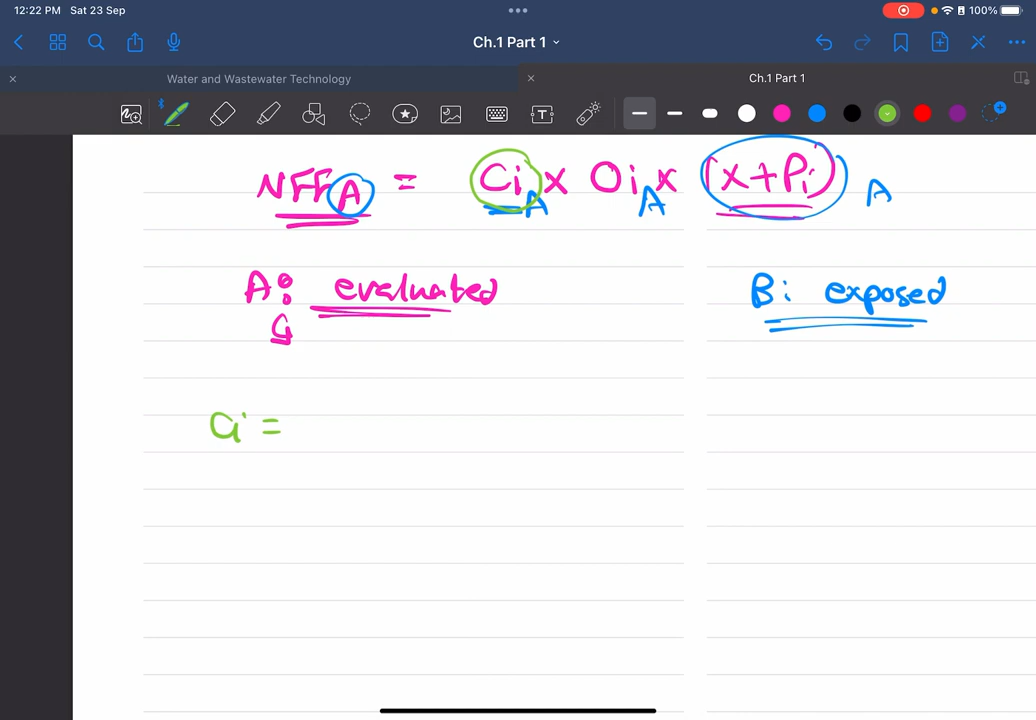 12:22 PM Sat 23 Sep 100%
Ch.1 Part 1
Water and Wastewater Technology Ch.1 Part 1
NFFA = Ci A x Oi A x (x+Pi) A
A: evaluated B: exposed
Ci =